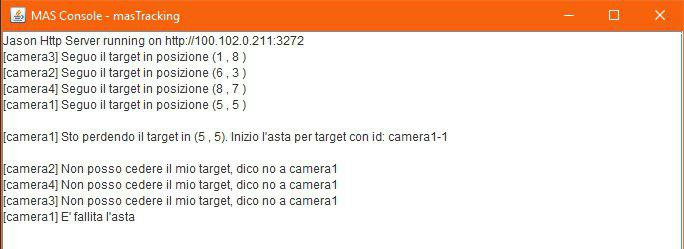 MAS Console - masTracking
Jason Http Server running on http://100.102.0.211:3272
[camera3] Seguo il target in posizione (1 , 8 )
[camera2] Seguo il target in posizione (6 , 3 )
[camera4] Seguo il target in posizione (8 , 7 )
[camera1] Seguo il target in posizione (5 , 5 )
[camera1] Sto perdendo il target in (5 , 5). Inizio l'asta per target con id: camera1-1
[camera2] Non posso cedere il mio target, dico no a camera1
[camera4] Non posso cedere il mio target, dico no a camera1
[camera3] Non posso cedere il mio target, dico no a camera1
[camera1] E' fallita l'asta